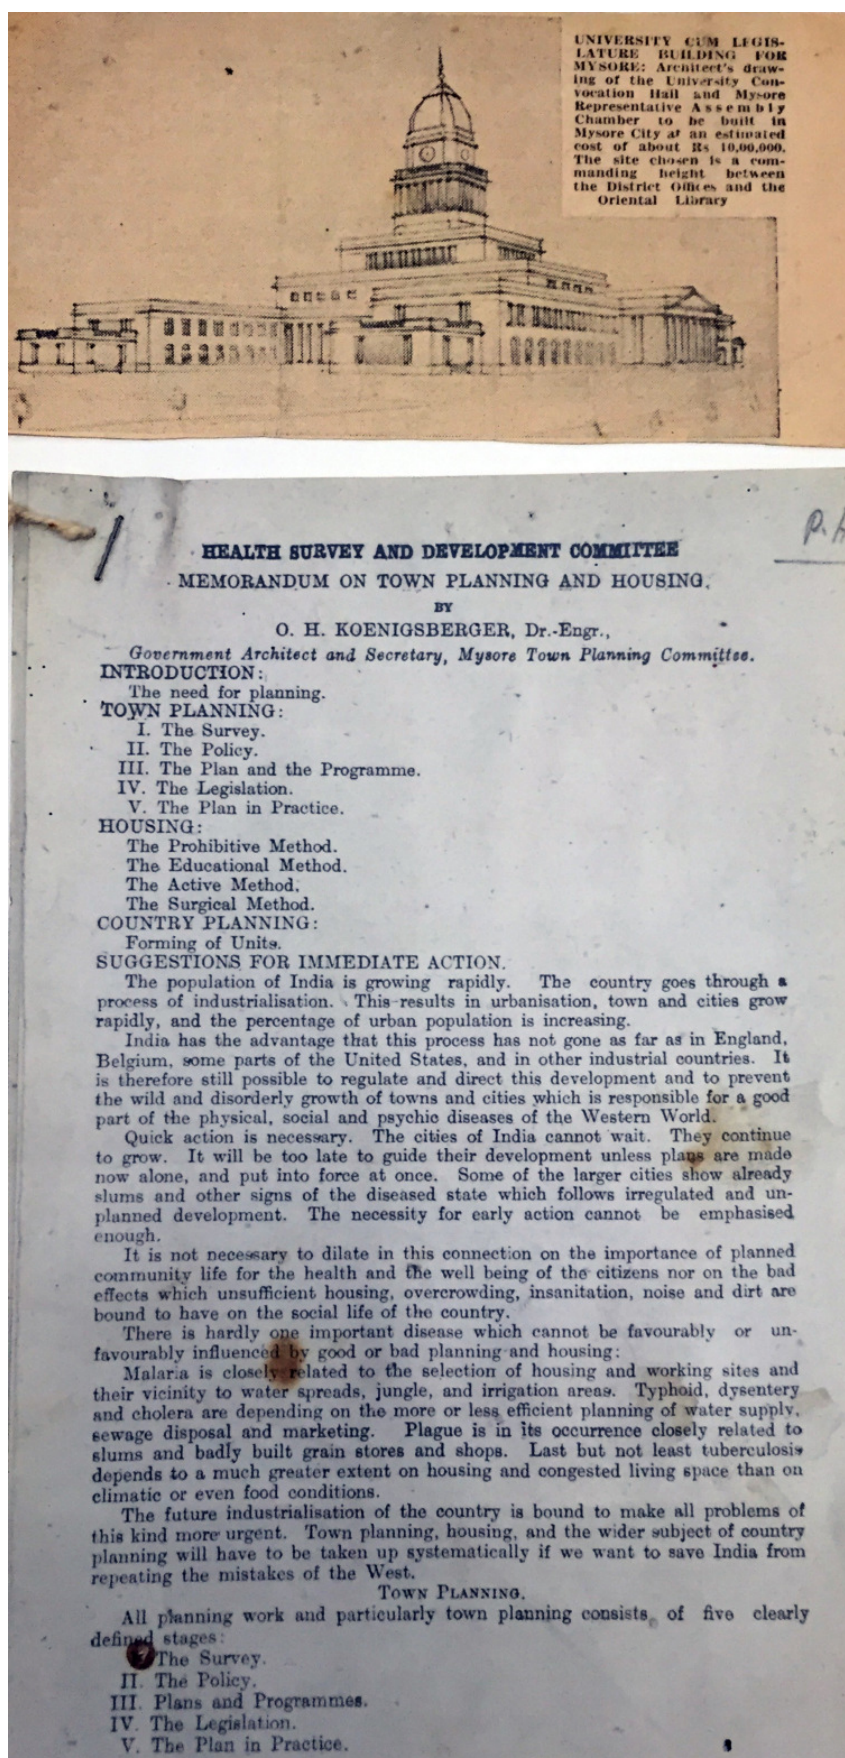 UNIVERSITY CUM LEGIS-
LATURE BUILDING FOR
MYSORE: Architect's draw-
ing of the University Con-
vocation Hall and Mysore
Representative Assembly
Chamber to be built in
Mysore City at an estimated
cost of about Rs 10,00,000.
The site chosen is a com-
manding height between
the District Offices and the
Oriental Library
HEALTH SURVEY AND DEVELOPMENT COMMITTEE
MEMORANDUM ON TOWN PLANNING AND HOUSING.
BY
O. H. KOENIGSBERGER, Dr.-Engr.,
Government Architect and Secretary, Mysore Town Planning Committee.
INTRODUCTION:
The need for planning.
TOWN PLANNING:
I. The Survey.
II. The Policy.
III. The Plan and the Programme.
IV. The Legislation.
V. The Plan in Practice.
HOUSING:
The Prohibitive Method.
The Educational Method.
The Active Method.
The Surgical Method.
COUNTRY PLANNING:
Forming of Units.
SUGGESTIONS FOR IMMEDIATE ACTION.
The population of India is growing rapidly. The country goes through a
process of industrialisation. This results in urbanisation, town and cities grow
rapidly, and the percentage of urban population is increasing.
India has the advantage that this process has not gone as far as in England,
Belgium, some parts of the United States, and in other industrial countries. It
is therefore still possible to regulate and direct this development and to prevent
the wild and disorderly growth of towns and cities which is responsible for a good
part of the physical, social and psychic diseases of the Western World.
Quick action is necessary. The cities of India cannot wait. They continue
to grow. It will be too late to guide their development unless plans are made
now alone, and put into force at once. Some of the larger cities show already
slums and other signs of the diseased state which follows irregulated and un-
planned development. The necessity for early action cannot be emphasised
enough.
It is not necessary to dilate in this connection on the importance of planned
community life for the health and the well being of the citizens nor on the bad
effects which unsufficient housing, overcrowding, insanitation, noise and dirt are
bound to have on the social life of the country.
There is hardly one important disease which cannot be favourably or un-
favourably influenced by good or bad planning and housing:
Malaria is closely related to the selection of housing and working sites and
their vicinity to water spreads, jungle, and irrigation areas. Typhoid, dysentery
and cholera are depending on the more or less efficient planning of water supply,
sewage disposal and marketing. Plague is in its occurrence closely related to
slums and badly built grain stores and shops. Last but not least tuberculosis
depends to a much greater extent on housing and congested living space than on
climatic or even food conditions.
The future industrialisation of the country is bound to make all problems of
this kind more urgent. Town planning, housing, and the wider subject of country
planning will have to be taken up systematically if we want to save India from
repeating the mistakes of the West.
TOWN PLANNING.
All planning work and particularly town planning consists of five clearly
defined stages:
The Survey.
II. The Policy.
III. Plans and Programmes.
IV. The Legislation.
V. The Plan in Practice.